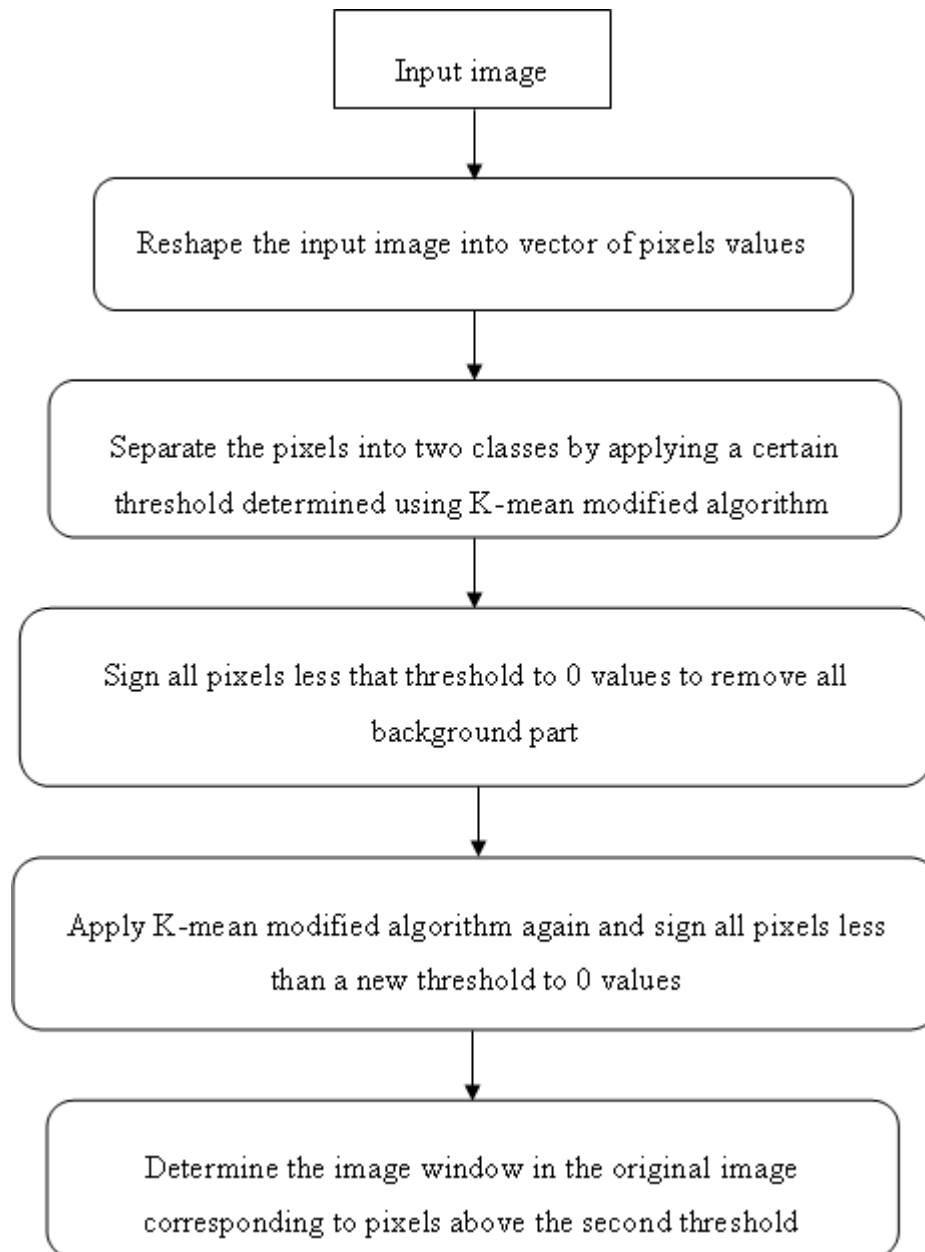 Input image
Reshape the input image into vector of pixels values
Separate the pixels into two classes by applying a certain
threshold determined using K-mean modified algorithm
Sign all pixels less that threshold to 0 values to remove all
background part
Apply K-mean modified algorithm again and sign all pixels less
than a new threshold to 0 values
Determine the image window in the original image
corresponding to pixels above the second threshold